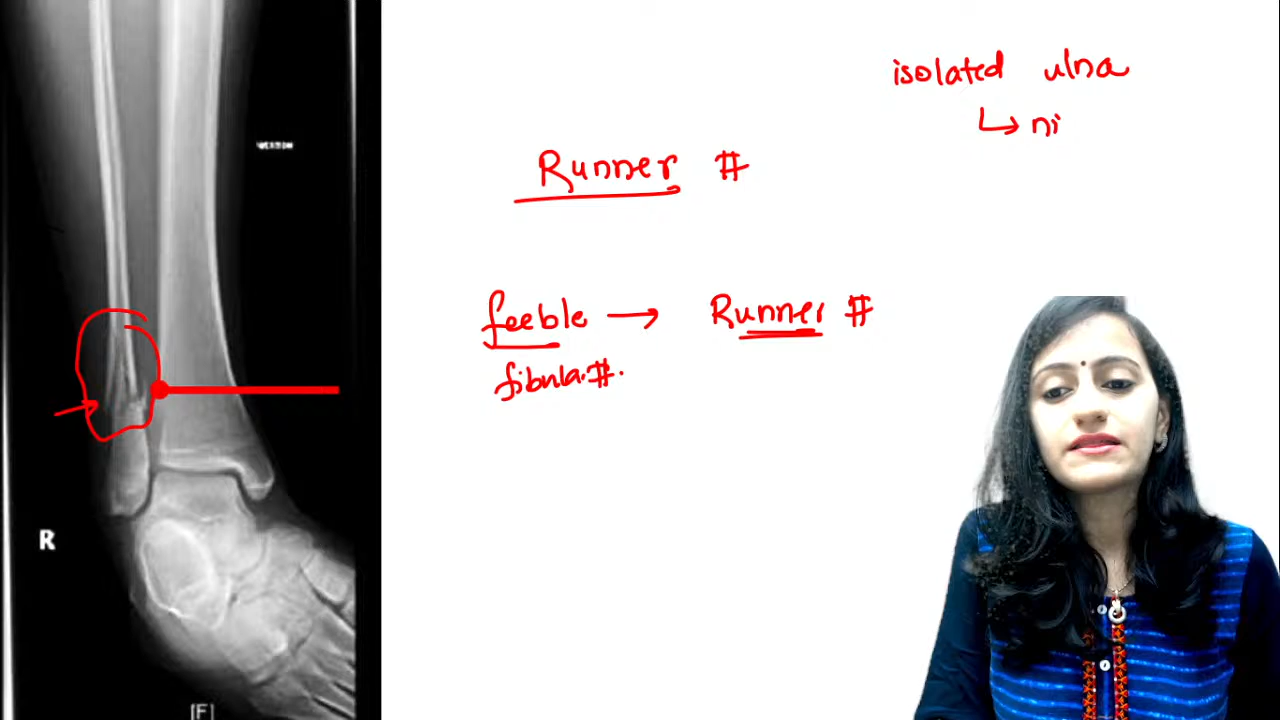 isolated ulna
↳ ni
Runner #
feeble → Runner #
fibula.#.
R
[F]